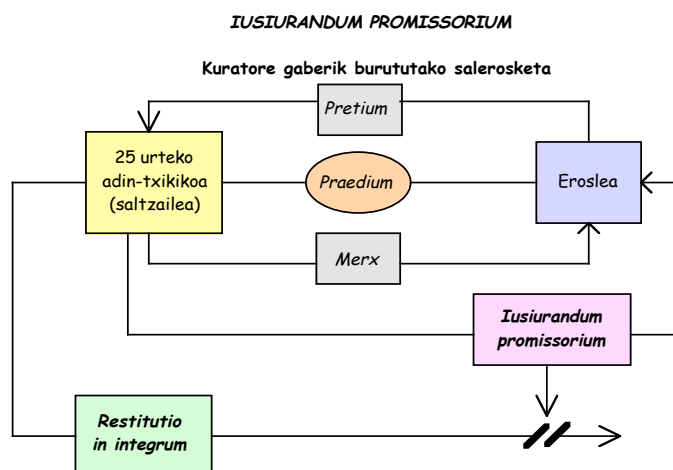 IUSIURANDUM PROMISSORIUM
Kuratore gaberik burututako salerosketa
Pretium
25 urteko
adin-txikikoa
(saltzailea)
Praedium
Eroslea
Merx
Iusiurandum
promissorium
Restitutio
in integrum